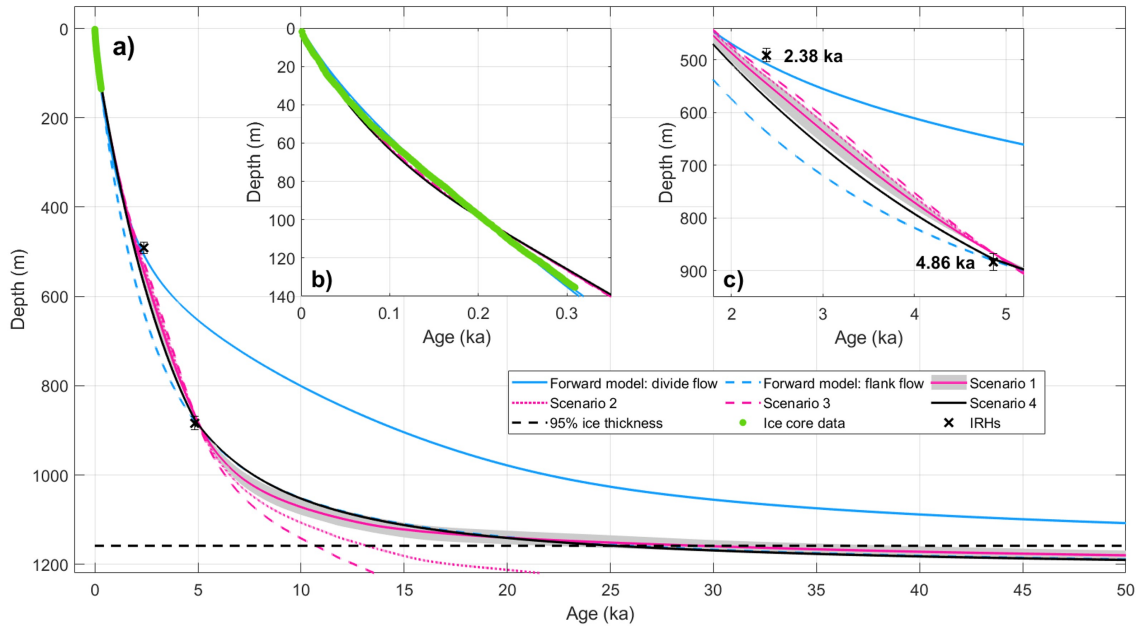 a)
0
200
400
600
800
1000
1200
Depth (m)
0
5
10
15
20
25
30
35
40
45
50
Age (ka)
b)
0
20
40
60
80
100
120
140
Depth (m)
0
0.1
0.2
0.3
Age (ka)
c)
500
600
700
800
900
Depth (m)
2
3
4
5
Age (ka)
2.38 ka
4.86 ka
Forward model: divide flow
Forward model: flank flow
Scenario 1
Scenario 2
Scenario 3
Scenario 4
95% ice thickness
Ice core data
IRHs